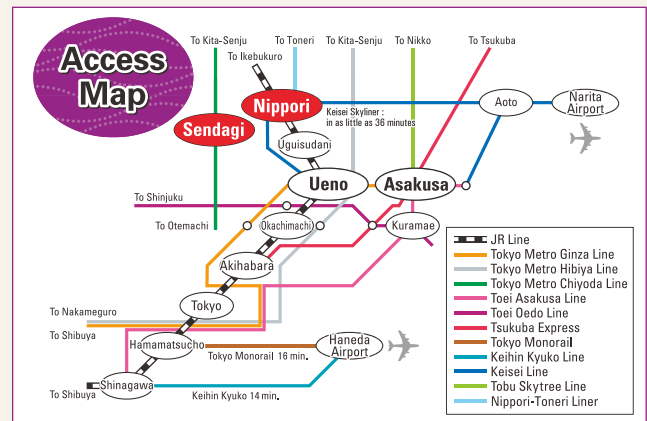 Access
Map
To Kita-Senju
To Toneri
To Kita-Senju
To Nikko
To Tsukuba
To Ikebukuro
Nippori
Keisei Skyliner :
in as little as 36 minutes
Aoto
Narita
Airport
Sendagi
Uguisudani
Ueno
Asakusa
To Shinjuku
To Otemachi
Okachimachi
Kuramae
Akihabara
Tokyo
To Nakameguro
To Shibuya
Hamamatsucho
Tokyo Monorail 16 min.
Haneda
Airport
To Shibuya
Shinagawa
Keihin Kyuko 14 min.
JR Line
Tokyo Metro Ginza Line
Tokyo Metro Hibiya Line
Tokyo Metro Chiyoda Line
Toei Asakusa Line
Toei Oedo Line
Tsukuba Express
Tokyo Monorail
Keihin Kyuko Line
Keisei Line
Tobu Skytree Line
Nippori-Toneri Liner